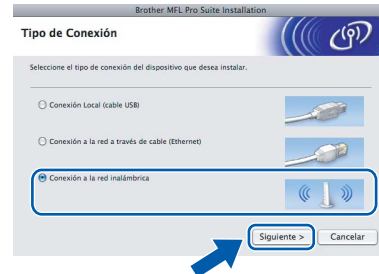 Brother MFL Pro Suite Installation
Tipo de Conexión
Seleccione el tipo de conexión del dispositivo que desea instalar.
Conexión Local (cable USB)
Conexión a la red a través de cable (Ethernet)
Conexión a la red inalámbrica
Siguiente >
Cancelar